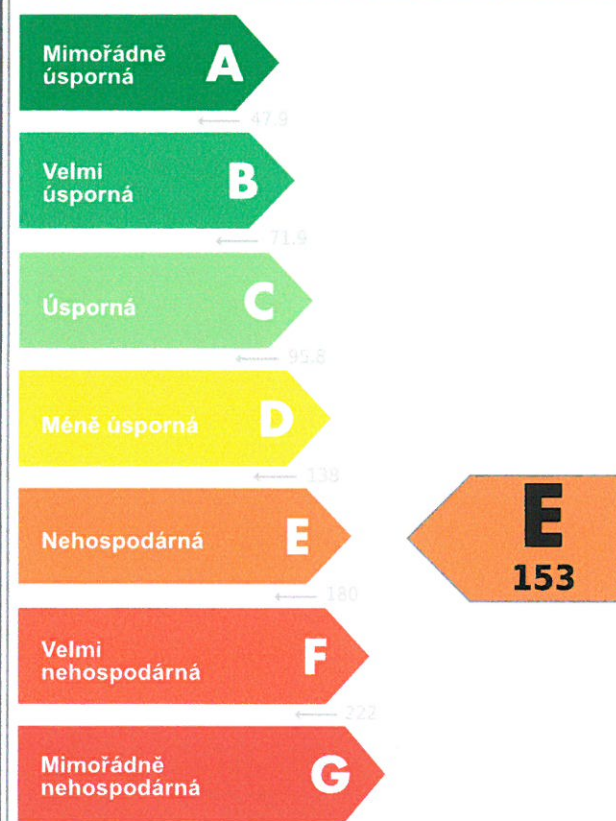 Mimořádně
úsporná
A
47.9
Velmi
úsporná
B
71.9
Úsporná
C
95.8
Méně úsporná
D
138
Nehospodárná
E
E
153
180
Velmi
nehospodárná
F
222
Mimořádně
nehospodárná
G